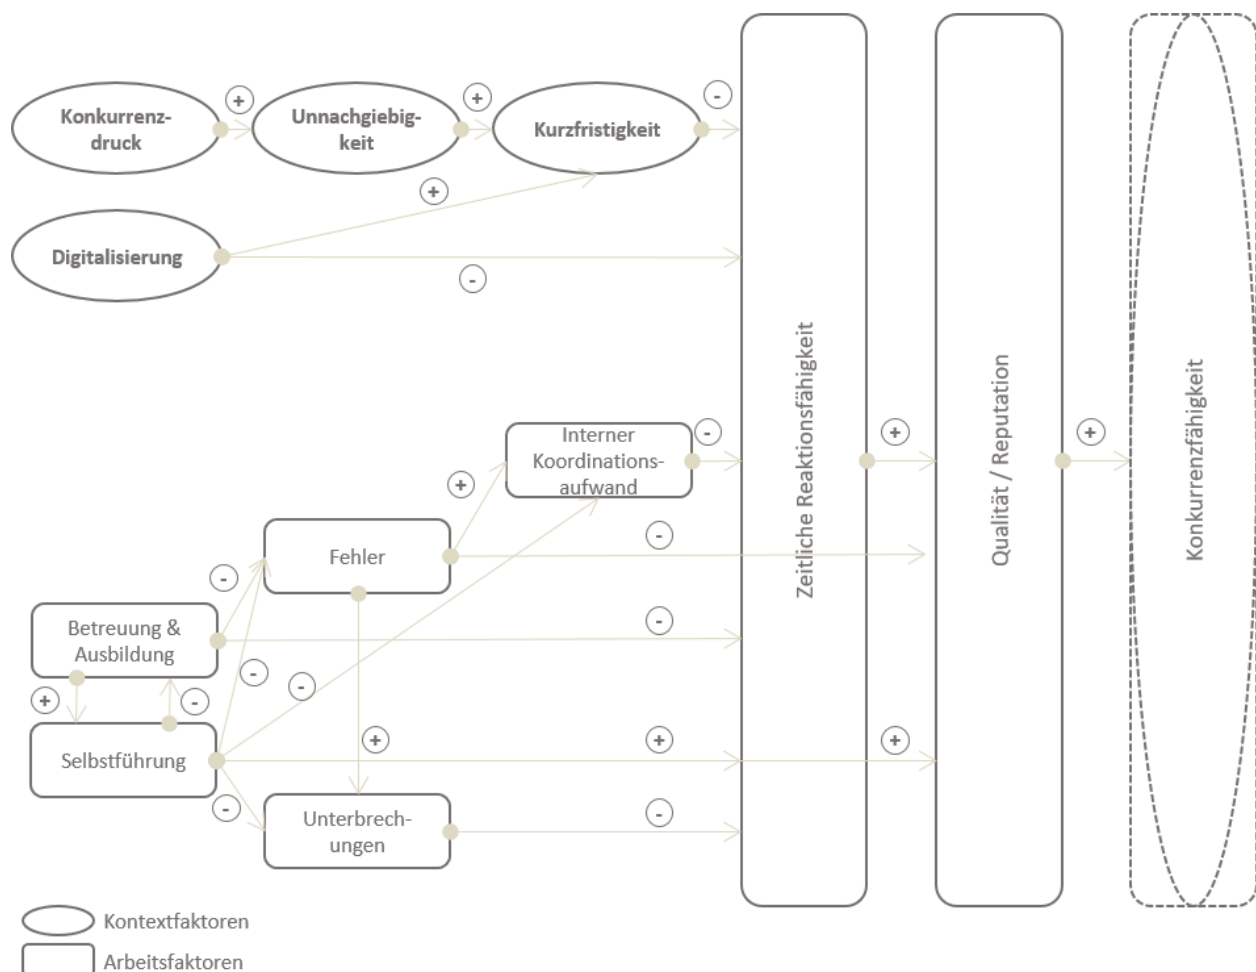 Konkurrenz-
druck
+
Unnachgiebig-
keit
+
Kurzfristigkeit
-
+
Digitalisierung
-
Zeitliche Reaktionsfähigkeit
+
Qualität / Reputation
+
Konkurrenzfähigkeit
Interner
Koordinations-
aufwand
-
+
Fehler
-
-
Betreuung &
Ausbildung
-
-
-
+
-
Selbstführung
+
+
+
-
Unterbrech-
ungen
-
Kontextfaktoren
Arbeitsfaktoren